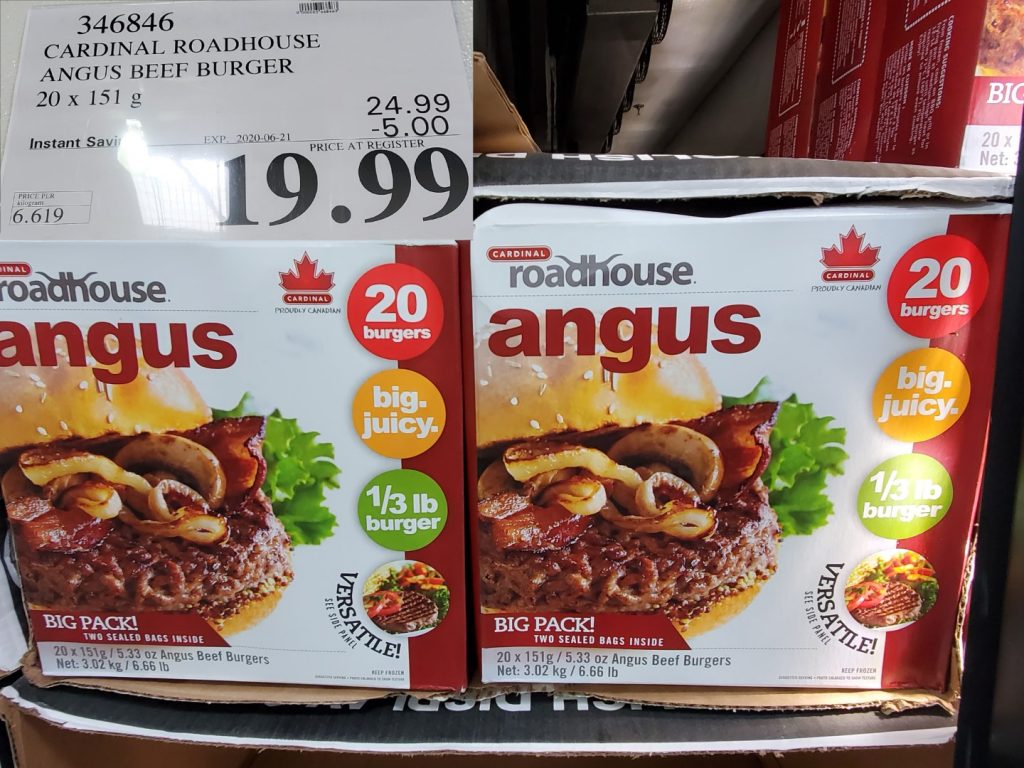 346846
CARDINAL ROADHOUSE
ANGUS BEEF BURGER
20 x 151 g
24.99
-5.00
Instant
EXP. 2020-06-21
PRICE AT REGISTER
19.99
PRICE PER
kilogram
6.619
INAL
roadhouse
angus
CARDINAL
PROUDLY CANADIAN
20
burgers
big.
juicy.
1/3 lb
burger
VERSATILE!
SEE SIDE PANEL
BIG PACK!
TWO SEALED BAGS INSIDE
20 x 151g / 5.33 oz Angus Beef Burgers
Net: 3.02 kg / 6.66 lb
KEEP FROZEN
CARDINAL
roadhouse
angus
CARDINAL
PROUDLY CANADIAN
20
burgers
big.
juicy.
1/3 lb
burger
VERSATILE!
SEE SIDE PANEL
BIG PACK!
TWO SEALED BAGS INSIDE
20 x 151g / 5.33 oz Angus Beef Burgers
Net: 3.02 kg / 6.66 lb
KEEP FROZEN
BIG
20 x
Net: